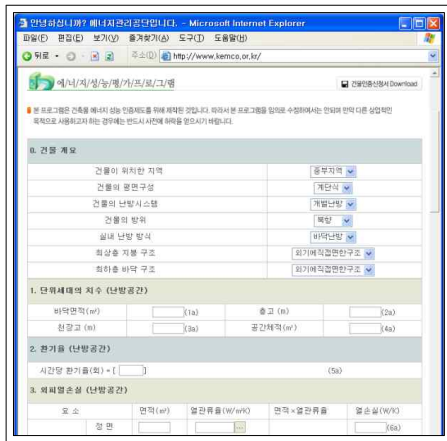 안녕하십니까? 에너지관리공단입니다. - Microsoft Internet Explorer
파일(F) 편집(E) 보기(V) 즐겨찾기(A) 도구(T) 도움말(H)
뒤로 주소(D) http://www.kemco.or.kr/
에/너/지/성/능/평/가/프/로/그/램 건물인증신청서 Download
본 프로그램은 건축물 에너지 성능 인증제도를 위해 제작된 것입니다. 따라서 본 프로그램을 임의로 수정하여서는 안되며 만약 다른 상업적인
목적으로 사용하고자 하는 경우에는 반드시 사전에 허락을 얻으시기 바랍니다.
0. 건물 개요
건물이 위치한 지역 중부지역
건물의 평면구성 계단식
건물의 난방시스템 개별난방
건물의 방위 북향
실내 난방 방식 바닥난방
최상층 지붕 구조 외기에직접면한구조
최하층 바닥 구조 외기에직접면한구조
1. 단위세대의 치수 (난방공간)
바닥면적(㎡) (1a) 층고 (m) (2a)
천장고 (m) (3a) 공간체적(㎥) (4a)
2. 환기율 (난방공간)
시간당 환기율(회) = [ ] (5a)
3. 외피열손실 (난방공간)
요 소 면적(㎡) 열관류율(W/㎡K) 면적×열관류율 열손실(W/K)
정 면 ... (6a)